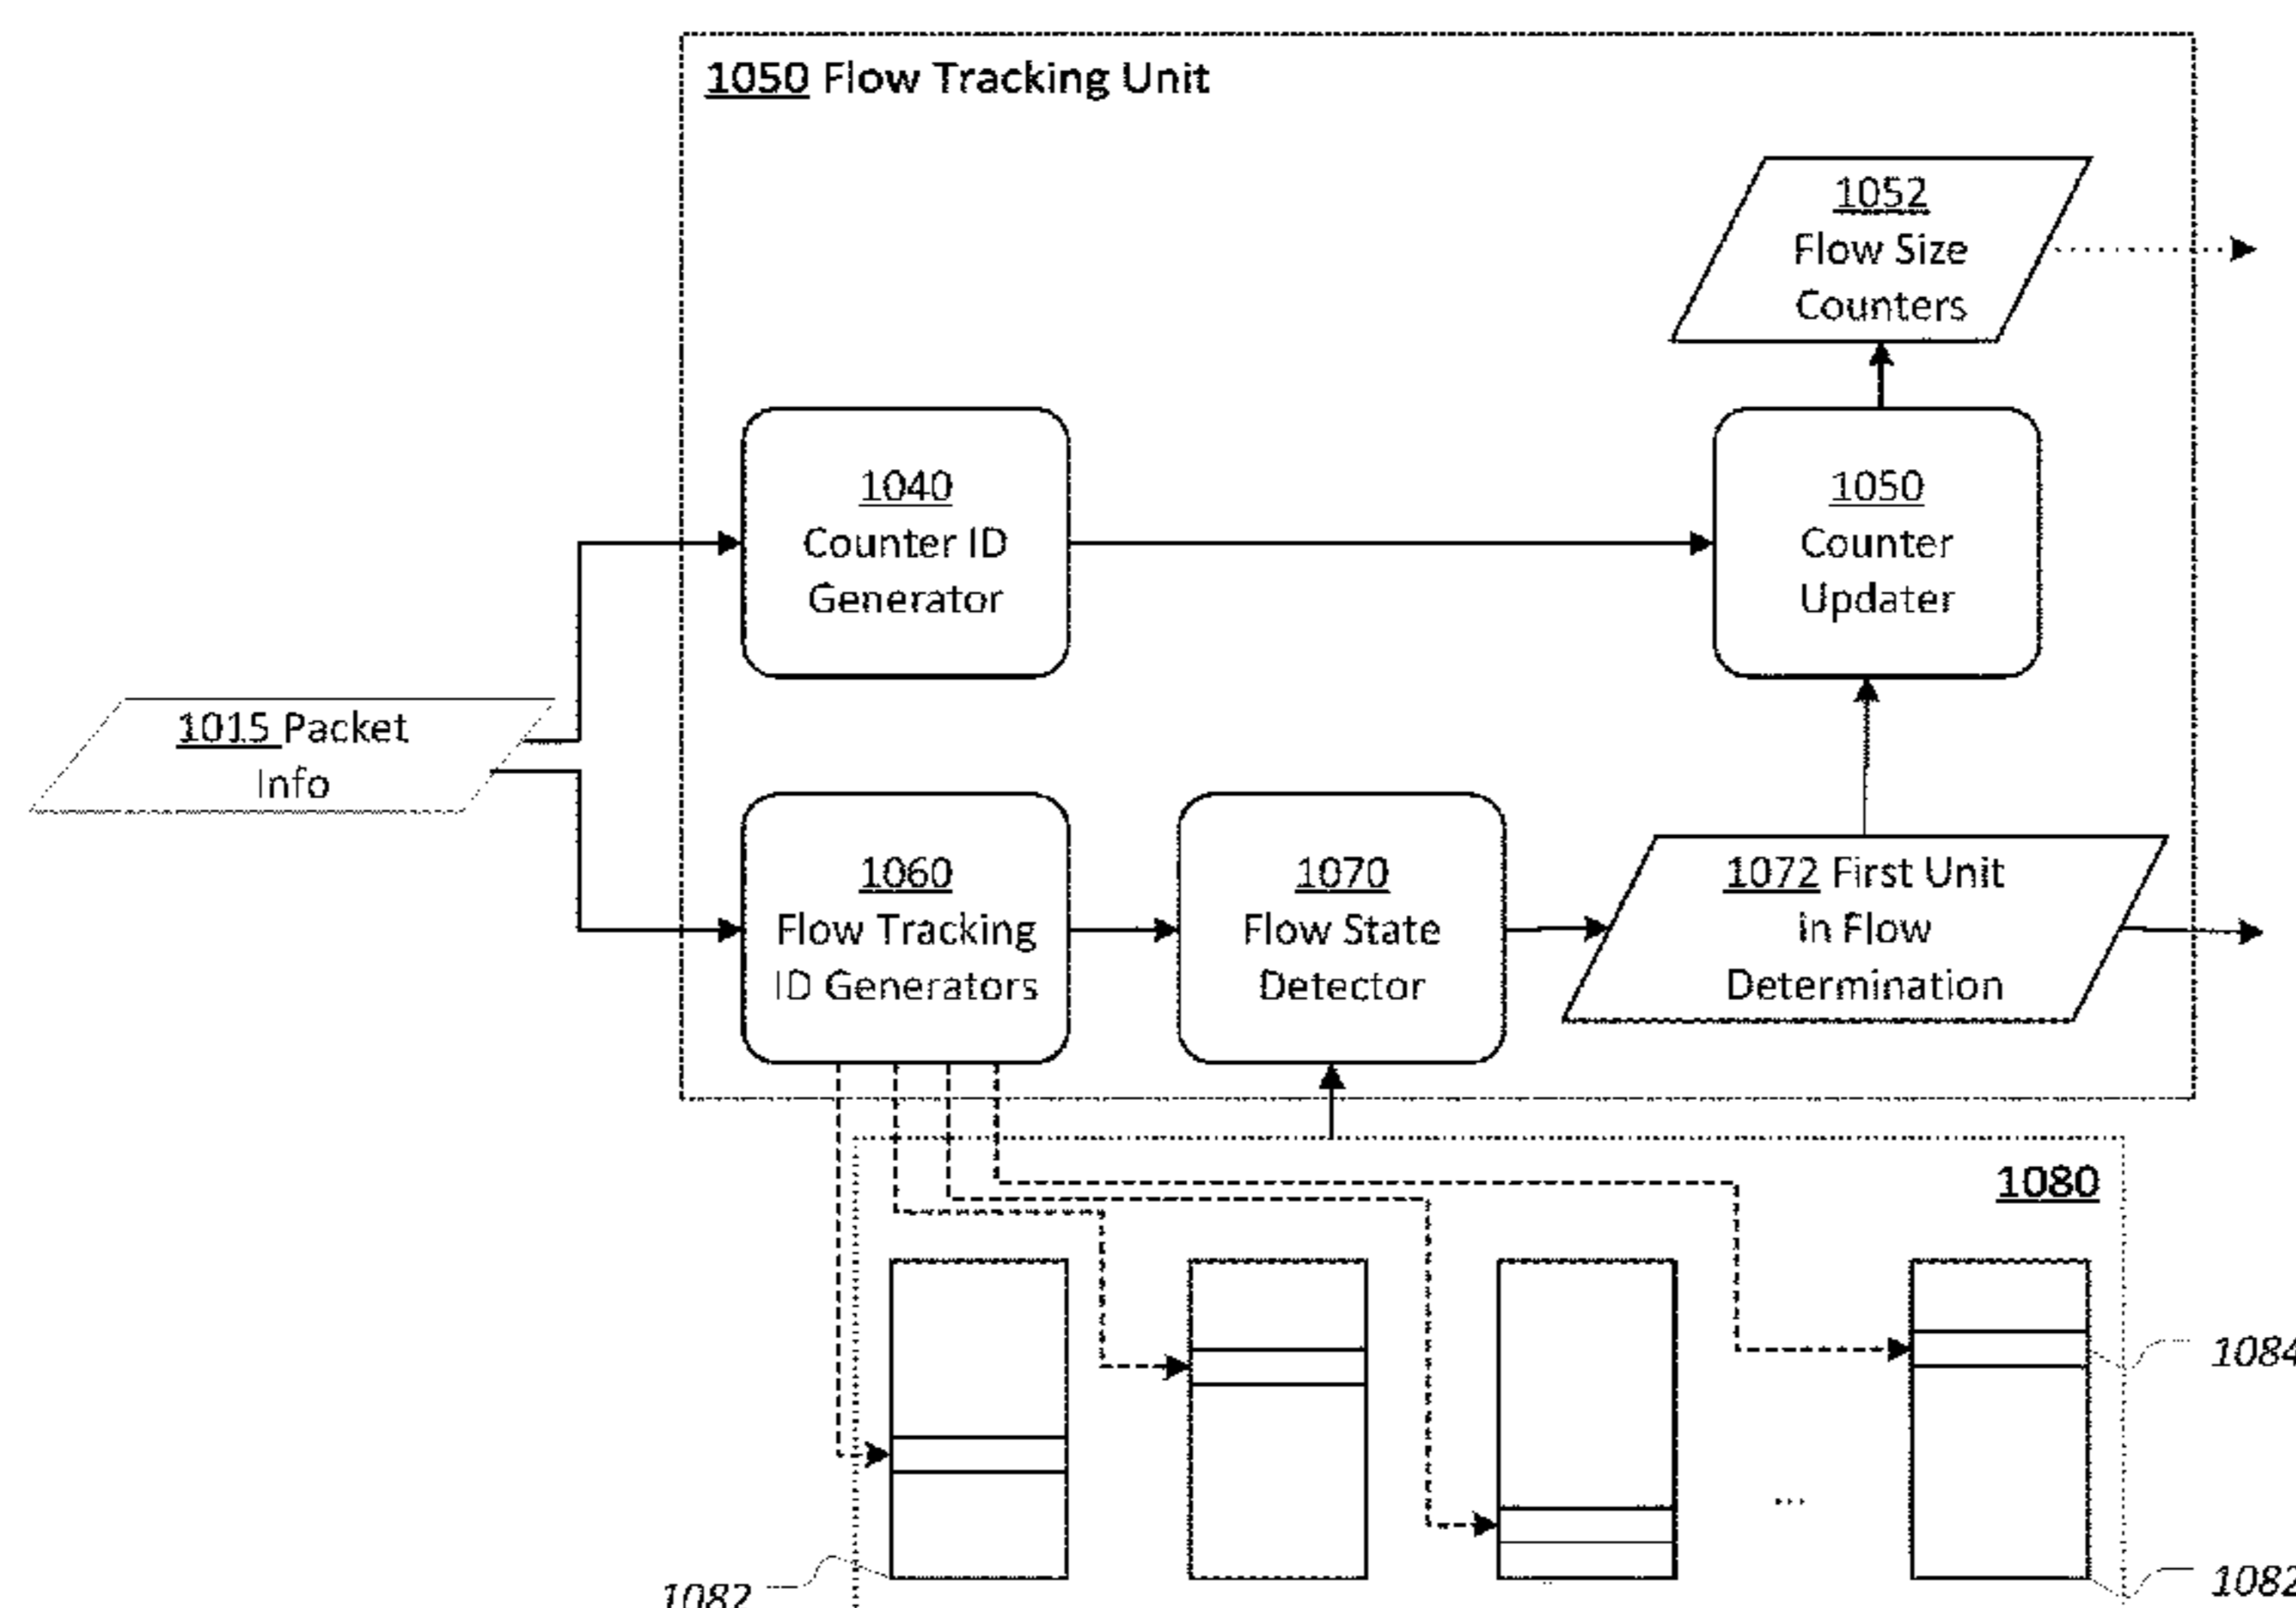 1050 Flow Tracking Unit
1052
Flow Size
Counters
1040
Counter ID
Generator
1050
Counter
Updater
1015 Packet
Info
1060
Flow Tracking
ID Generators
1070
Flow State
Detector
1072 First Unit
in Flow
Determination
1080
1084
...
1082
1082